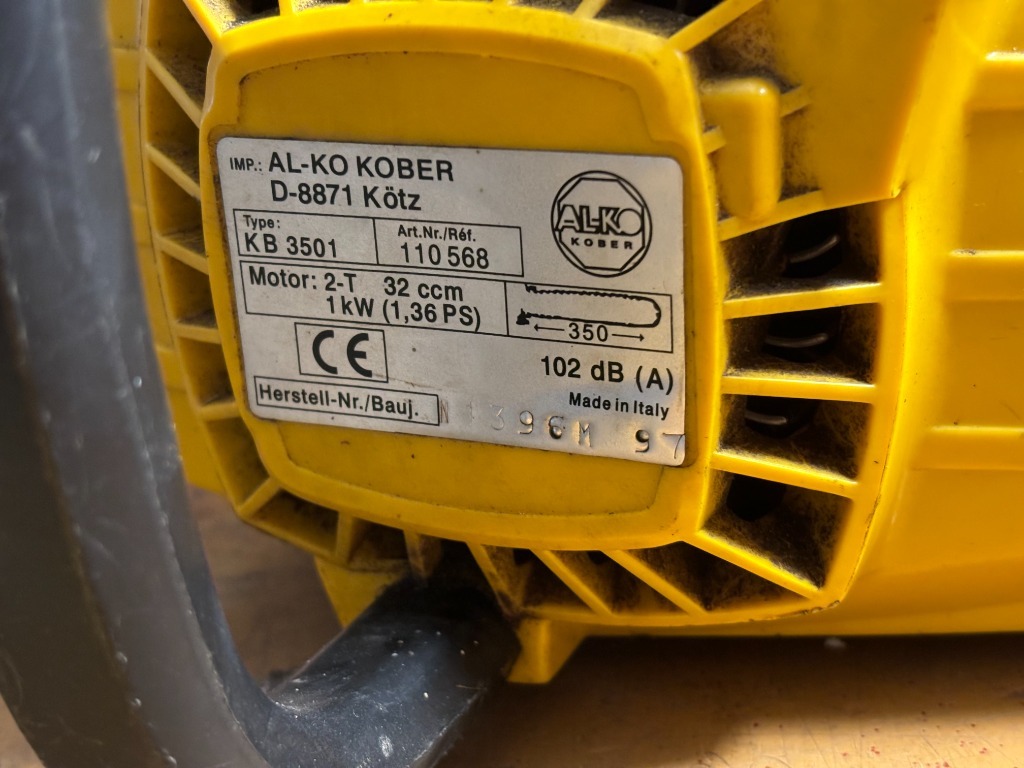 IMP.: AL-KO KOBER
D-8871 Kötz
AL-KO
KOBER
Type:
KB 3501
Art.Nr./Réf.
110 568
Motor: 2-T 32 ccm
1 kW (1,36 PS)
350
CE
102 dB (A)
Made in Italy
Herstell-Nr./Bauj.
97